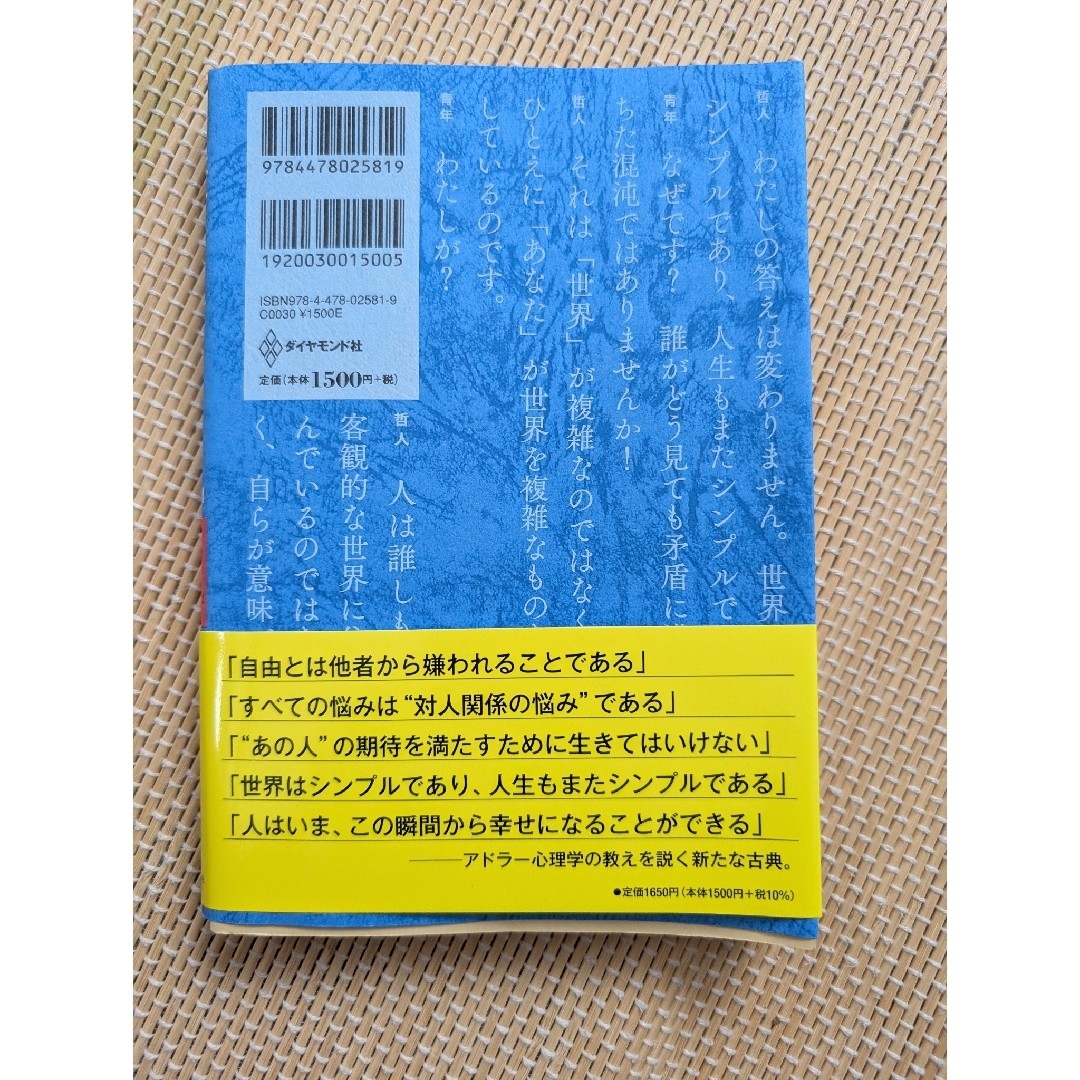 9784478025819
1920030015005
ISBN978-4-478-02581-9
C0030 ¥1500E
ダイヤモンド社
定価(本体1500円+税)
哲人 わたしの答えは変わりません。世界
シンプルであり、人生もまたシンプルで
青年 なぜです? 誰がどう見ても矛盾に
ちた混沌ではありませんか!
哲人 それは「世界」が複雑なのではなく
ひとえに「あなた」が世界を複雑なもの
しているのです。
青年 わたしが?
哲人 人は誰しも
客観的な世界に
んでいるのでは
く、自らが意味
「自由とは他者から嫌われることである」
「すべての悩みは“対人関係の悩み”である」
「“あの人”の期待を満たすために生きてはいけない」
「世界はシンプルであり、人生もまたシンプルである」
「人はいま、この瞬間から幸せになることができる」
――アドラー心理学の教えを説く新たな古典。
●定価1650円(本体1500円+税10%)